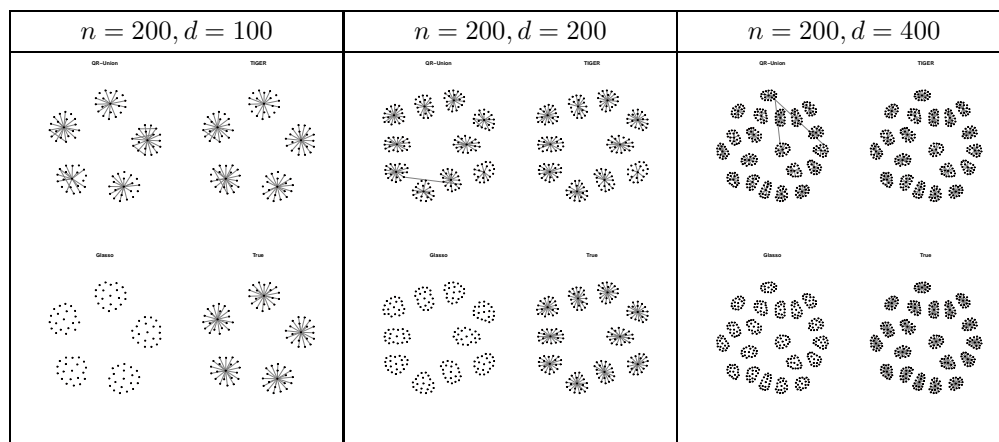 n = 200, d = 100
n = 200, d = 200
n = 200, d = 400
QR−Union TIGER
QR−Union TIGER
QR−Union TIGER
Glasso True
Glasso True
Glasso True